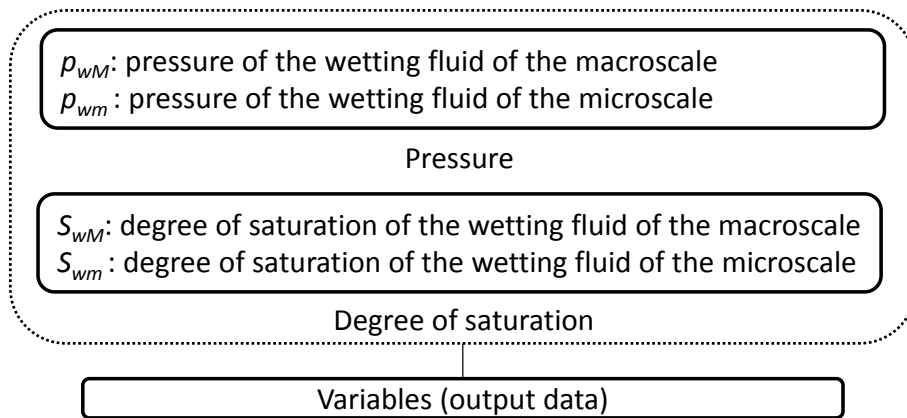 p_wM: pressure of the wetting fluid of the macroscale
p_wm : pressure of the wetting fluid of the microscale
Pressure
S_wM: degree of saturation of the wetting fluid of the macroscale
S_wm : degree of saturation of the wetting fluid of the microscale
Degree of saturation
Variables (output data)